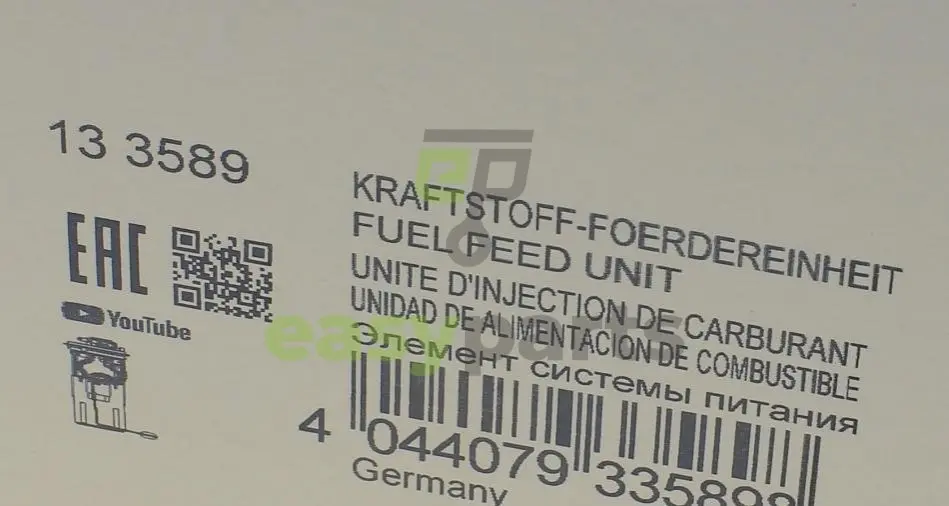 13 3589
EAC
YouTube
KRAFTSTOFF-FOERDEREINHEIT
FUEL FEED UNIT
UNITE D'INJECTION DE CARBURANT
UNIDAD DE ALIMENTACION DE COMBUSTIBLE
Элемент системы питания
4 044079 335898
Germany
easyparts